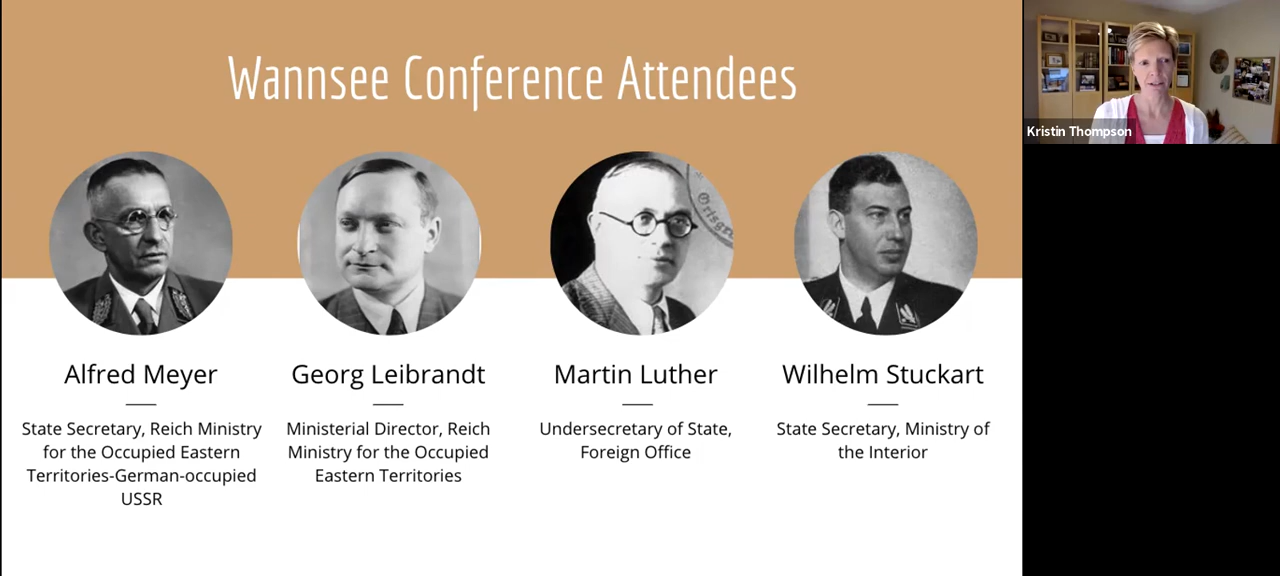 Wannsee Conference Attendees
Kristin Thompson
Alfred Meyer
State Secretary, Reich Ministry
for the Occupied Eastern
Territories-German-occupied
USSR
Georg Leibrandt
Ministerial Director, Reich
Ministry for the Occupied
Eastern Territories
Martin Luther
Undersecretary of State,
Foreign Office
Wilhelm Stuckart
State Secretary, Ministry of
the Interior